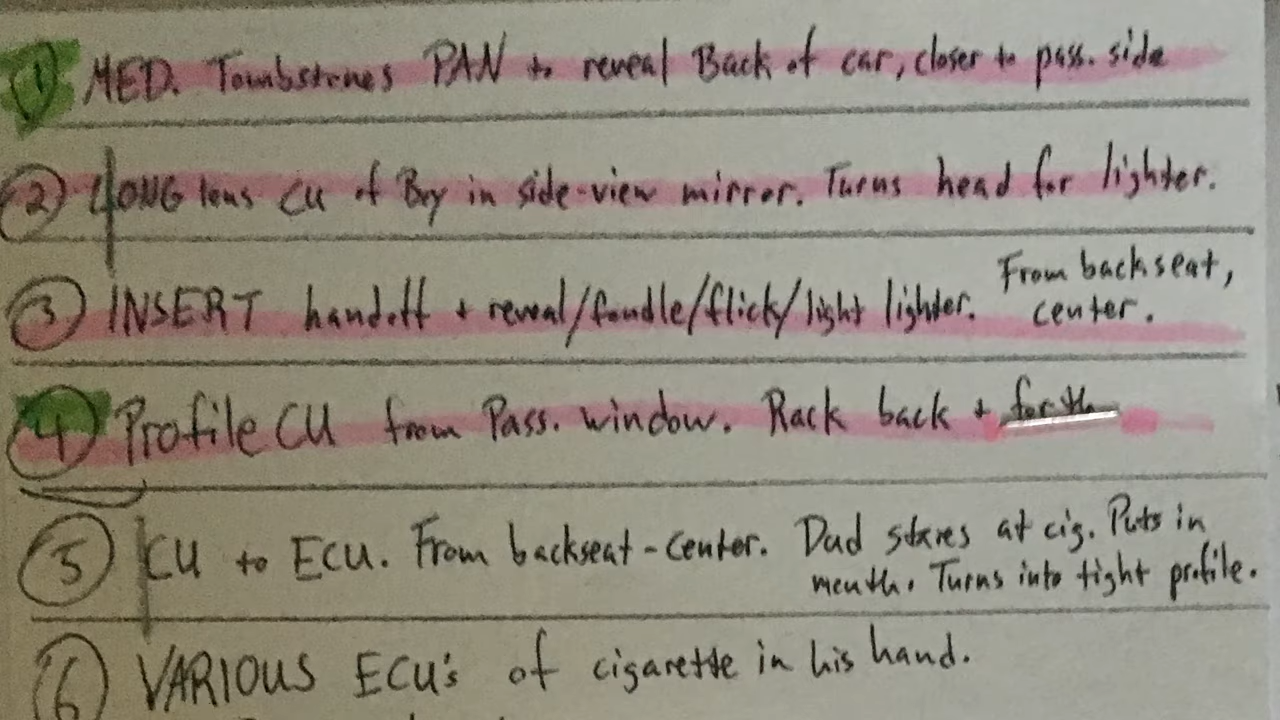 1 MED. Tombstones PAN to reveal Back of car, closer to pass. side
2 LONG lens CU of Boy in side-view mirror. Turns head for lighter.
3 INSERT handoff + reveal/fondle/flick/light lighter. From backseat, center.
4 Profile CU from Pass. window. Rack back + forth
5 CU to ECU. From backseat-center. Dad stares at cig. Puts in mouth. Turns into tight profile.
6 VARIOUS ECU's of cigarette in his hand.